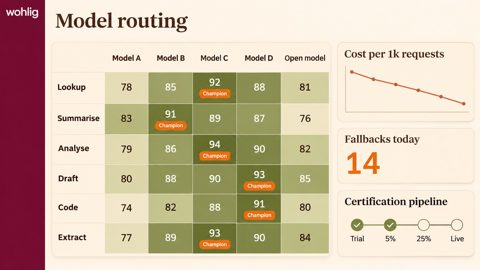 wohlig
Model routing
Model A Model B Model C Model D Open model
Lookup 78 85 92 88 81
Champion
Summarise 83 91 89 87 76
Champion
Analyse 79 86 94 90 82
Champion
Draft 80 88 90 93 85
Champion
Code 74 82 88 91 80
Champion
Extract 77 89 93 90 84
Champion
Cost per 1k requests
Fallbacks today
14
Certification pipeline
Trial 5% 25% Live